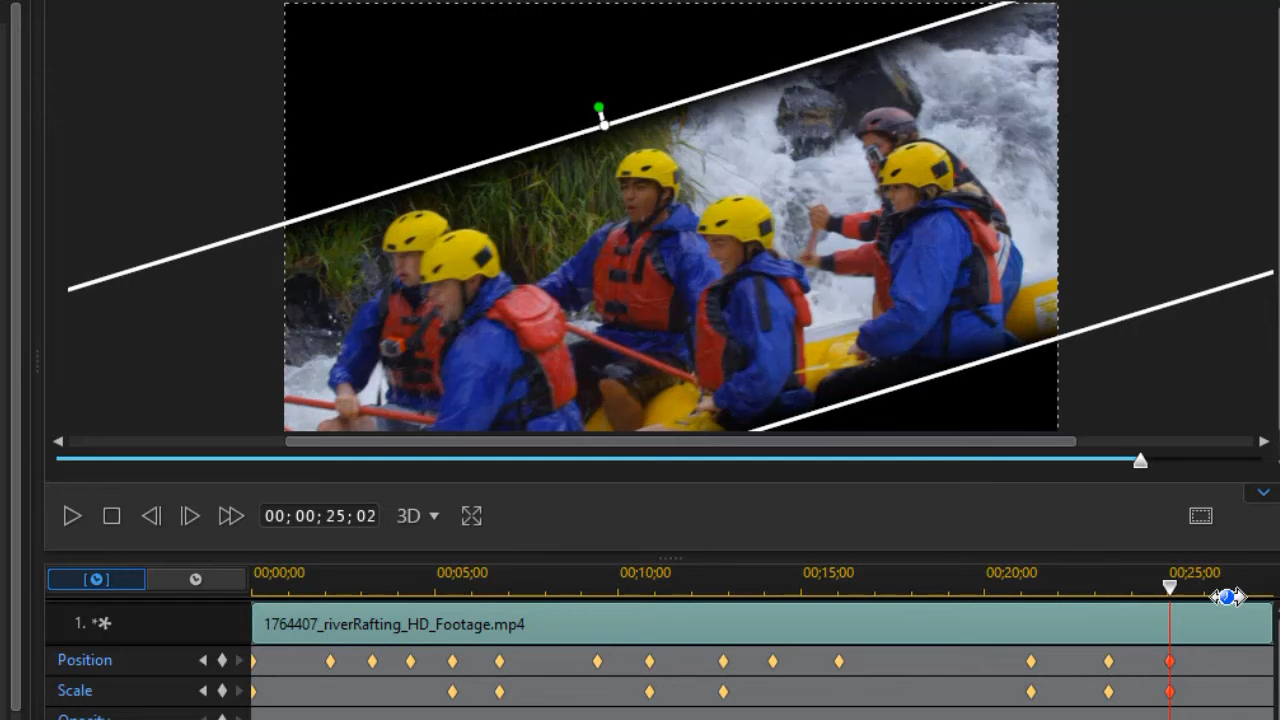 00; 00; 25; 02
3D
00;00;00
00;05;00
00;10;00
00;15;00
00;20;00
00;25;00
1. *
1764407_riverRafting_HD_Footage.mp4
Position
Scale